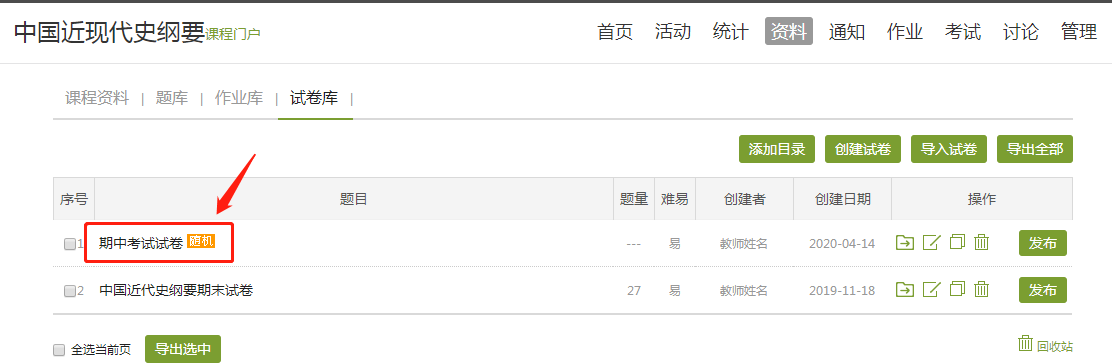 中国近现代史纲要课程门户 首页 活动 统计 资料 通知 作业 考试 讨论 管理
课程资料 | 题库 | 作业库 | 试卷库 |
添加目录 创建试卷 导入试卷 导出全部
序号 题目 题量 难易 创建者 创建日期 操作
1 期中考试试卷 随机 --- 易 教师姓名 2020-04-14 发布
2 中国近代史纲要期末试卷 27 易 教师姓名 2019-11-18 发布
全选当前页 导出选中 回收站